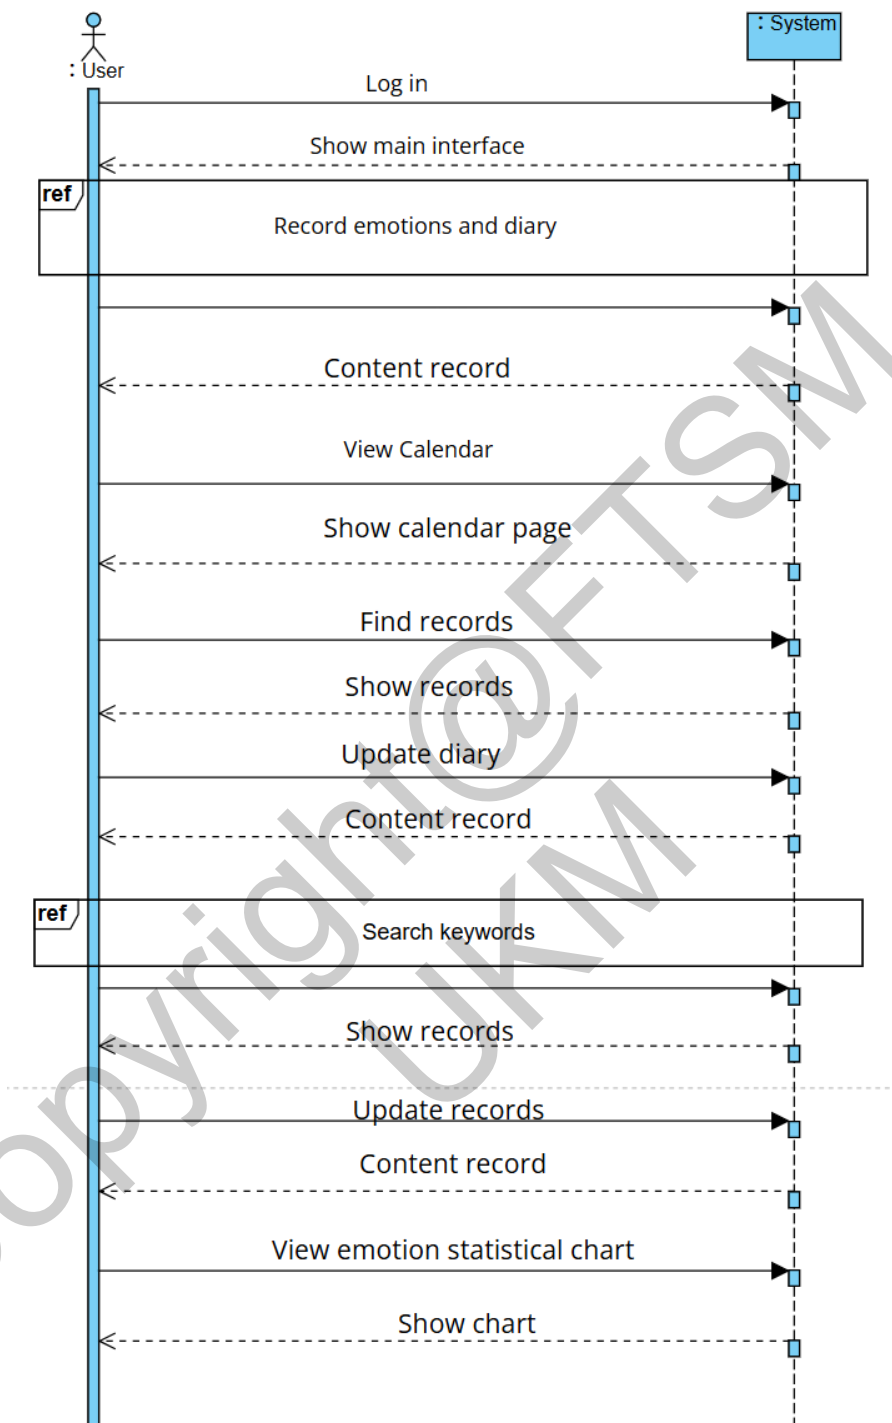 : User
: System
Log in
Show main interface
ref
Record emotions and diary
Content record
View Calendar
Show calendar page
Find records
Show records
Update diary
Content record
ref
Search keywords
Show records
Update records
Content record
View emotion statistical chart
Show chart
opyright@FTSM
UKM